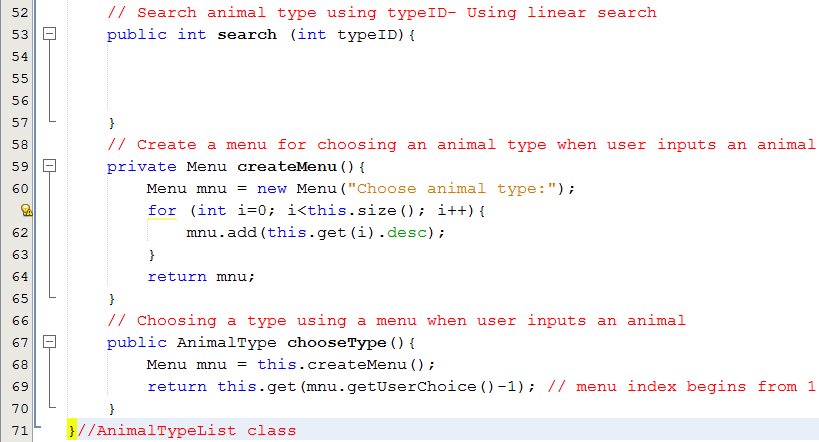 52 // Search animal type using typeID- Using linear search
53 public int search (int typeID){
54
55
56
57 }
58 // Create a menu for choosing an animal type when user inputs an animal
59 private Menu createMenu(){
60 Menu mnu = new Menu("Choose animal type:");
for (int i=0; i<this.size(); i++){
62 mnu.add(this.get(i).desc);
63 }
64 return mnu;
65 }
66 // Choosing a type using a menu when user inputs an animal
67 public AnimalType chooseType(){
68 Menu mnu = this.createMenu();
69 return this.get(mnu.getUserChoice()-1); // menu index begins from 1
70 }
71 }//AnimalTypeList class